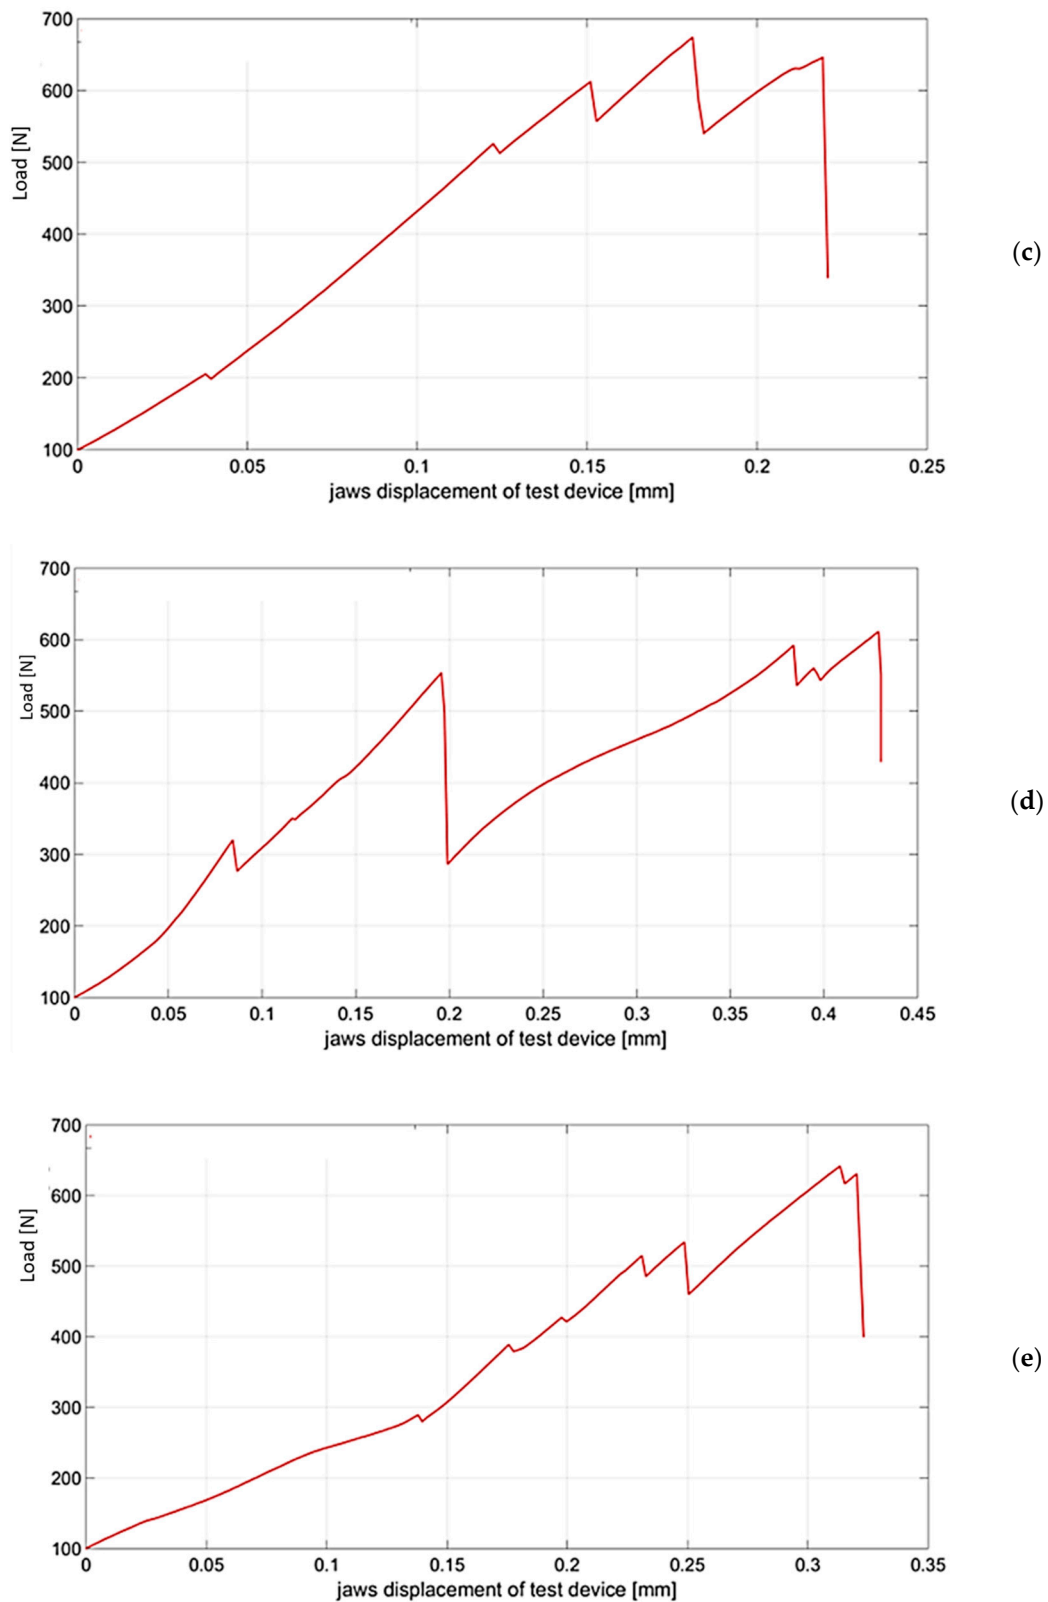 700
600
500
400
300
200
100
Load [N]
0 0.05 0.1 0.15 0.2 0.25
jaws displacement of test device [mm]
(c)
700
600
500
400
300
200
100
Load [N]
0 0.05 0.1 0.15 0.2 0.25 0.3 0.35 0.4 0.45
jaws displacement of test device [mm]
(d)
700
600
500
400
300
200
100
Load [N]
0 0.05 0.1 0.15 0.2 0.25 0.3 0.35
jaws displacement of test device [mm]
(e)